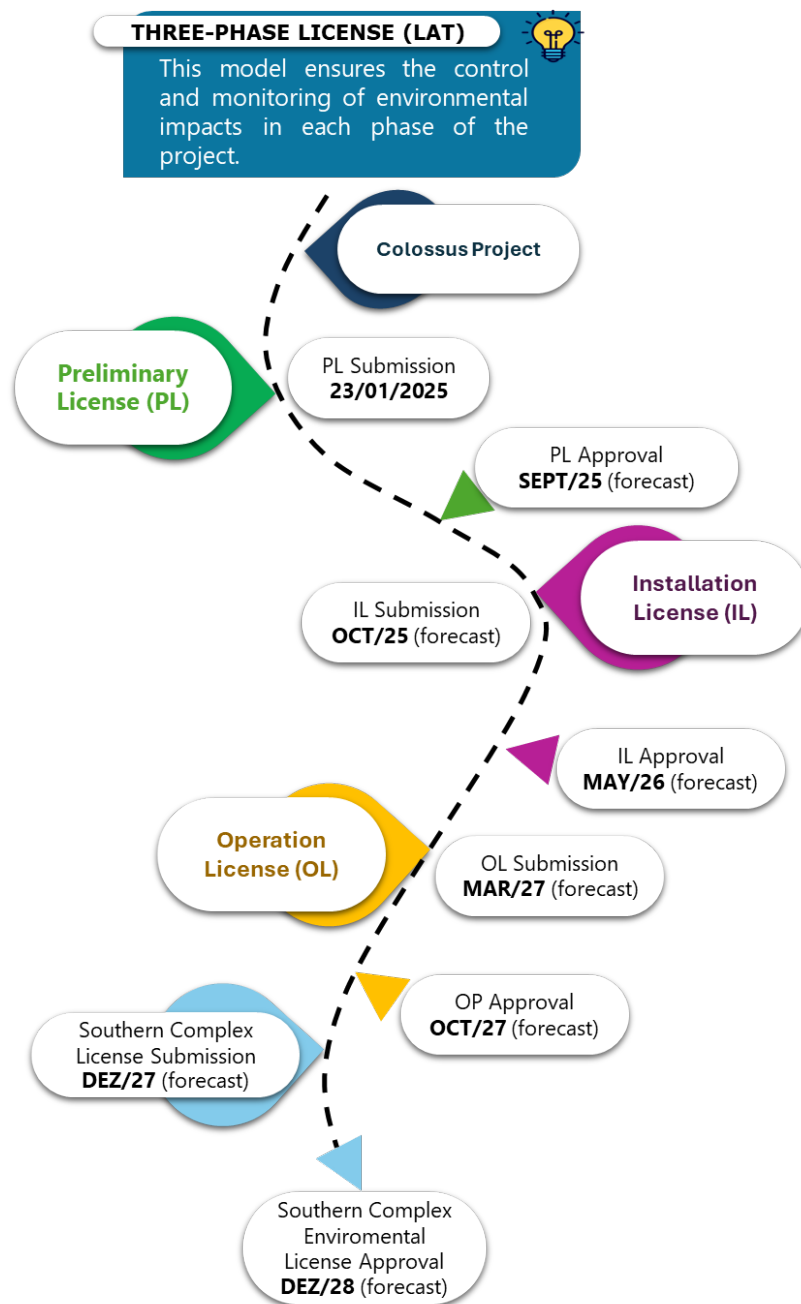 THREE-PHASE LICENSE (LAT)
This model ensures the control
and monitoring of environmental
impacts in each phase of the
project.
Colossus Project
Preliminary
License (PL)
PL Submission
23/01/2025
PL Approval
SEPT/25 (forecast)
Installation
License (IL)
IL Submission
OCT/25 (forecast)
IL Approval
MAY/26 (forecast)
Operation
License (OL)
OL Submission
MAR/27 (forecast)
OP Approval
OCT/27 (forecast)
Southern Complex
License Submission
DEZ/27 (forecast)
Southern Complex
Enviromental
License Approval
DEZ/28 (forecast)